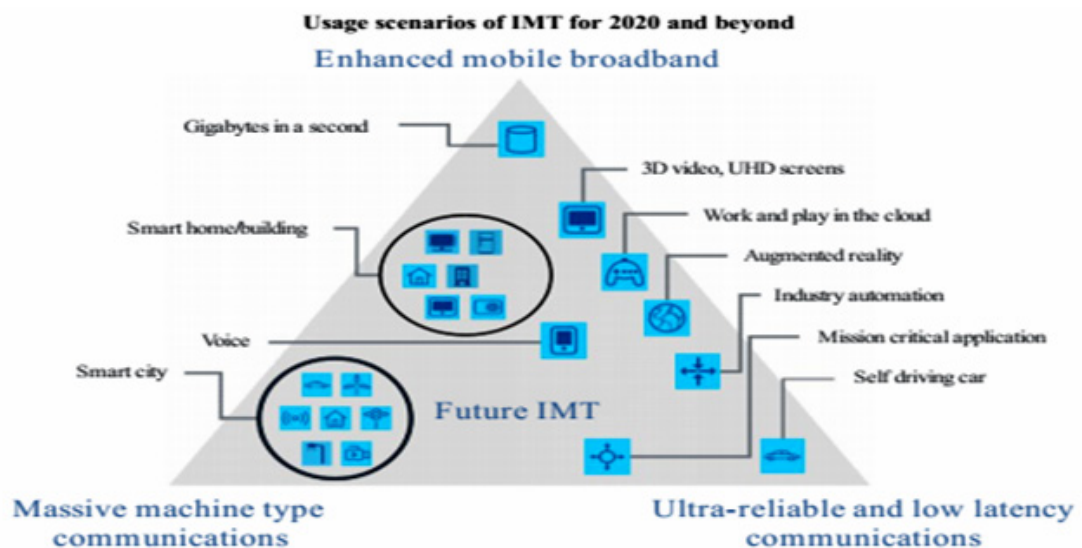 Usage scenarios of IMT for 2020 and beyond
Enhanced mobile broadband
Gigabytes in a second
3D video, UHD screens
Work and play in the cloud
Smart home/building
Augmented reality
Industry automation
Voice
Mission critical application
Smart city
Self driving car
Future IMT
Massive machine type
communications
Ultra-reliable and low latency
communications